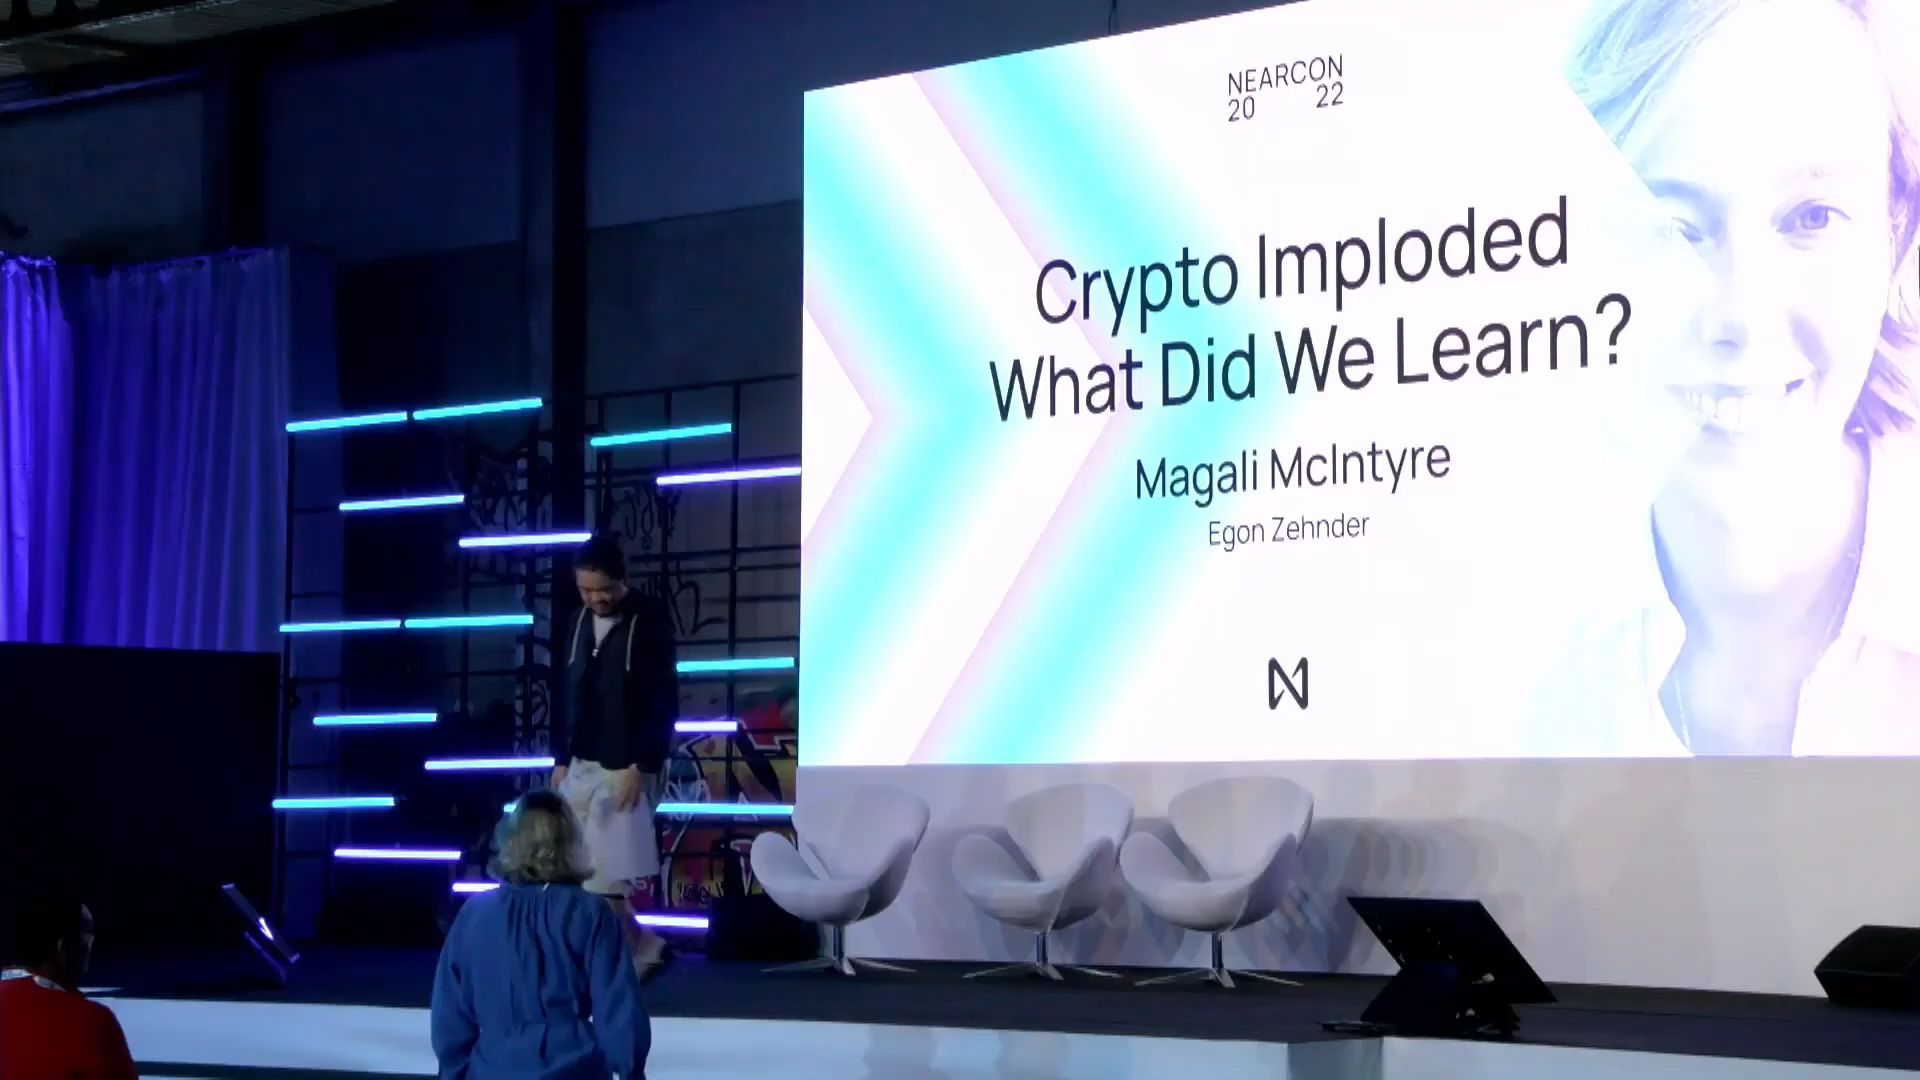 NEARCON
20 22
Crypto Imploded
What Did We Learn?
Magali McIntyre
Egon Zehnder